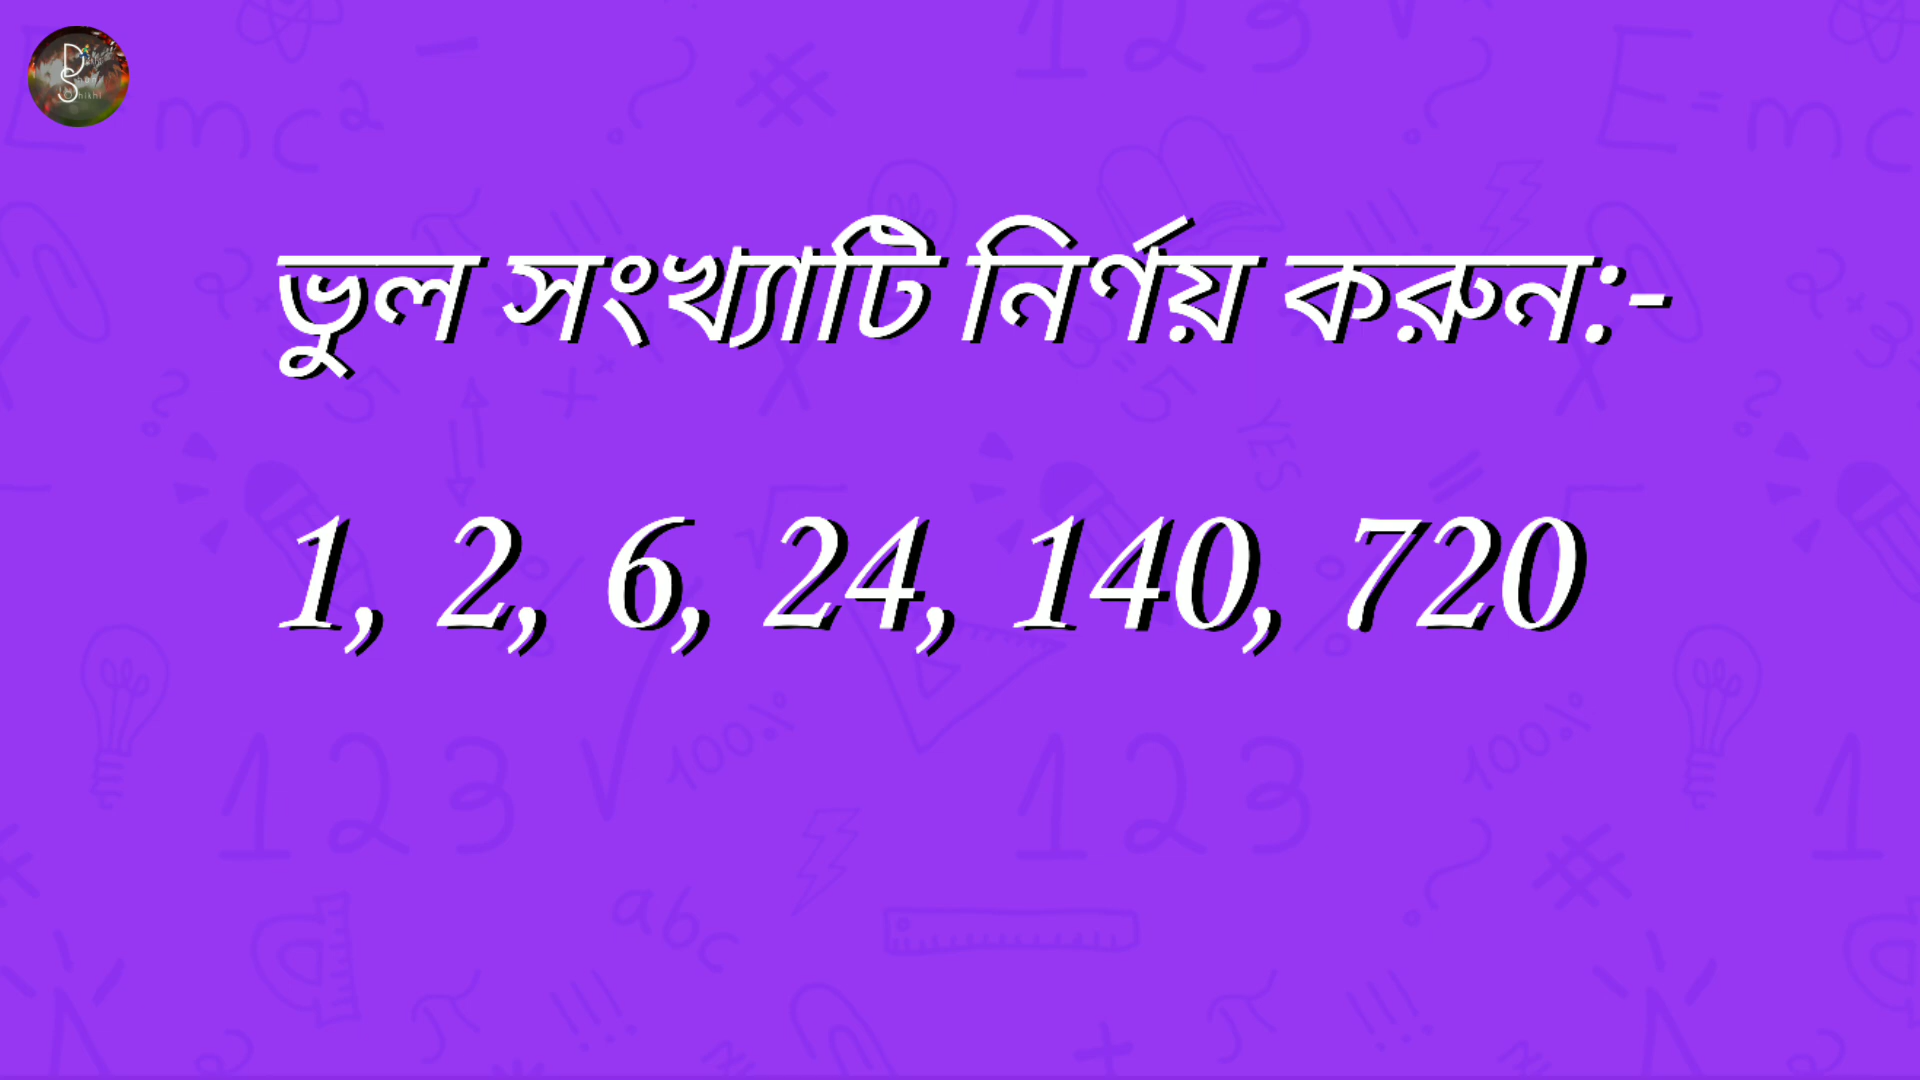 ভুল সংখ্যাটি নির্ণয় করুন:-
1, 2, 6, 24, 140, 720